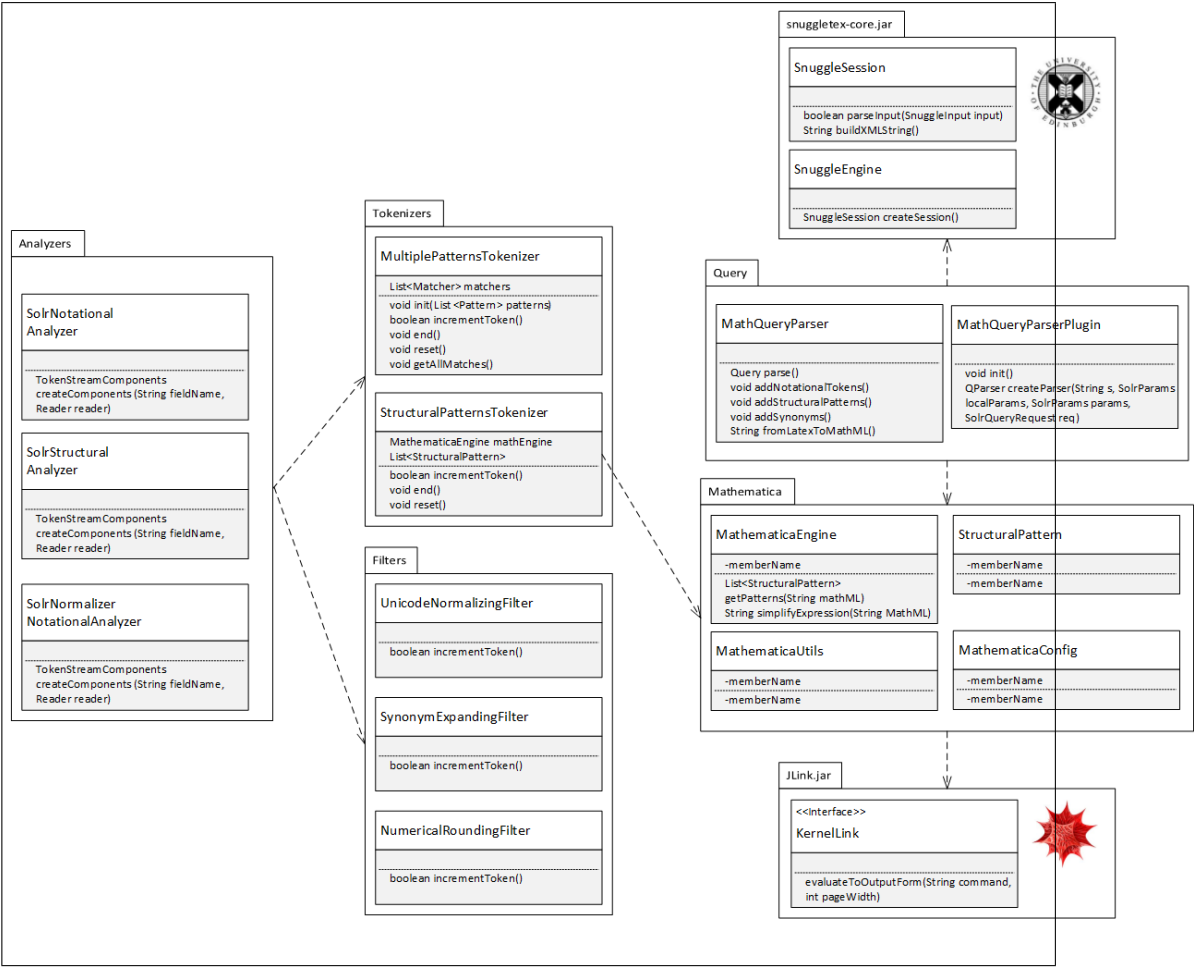 snuggletex-core.jar
SnuggleSession
boolean parseInput(SnuggleInput input)
String buildXMLString()
SnuggleEngine
SnuggleSession createSession()
THE UNIVERSITY
OF EDINBURGH
Analyzers
SolrNotational
Analyzer
TokenStreamComponents
createComponents(String fieldName,
Reader reader)
SolrStructural
Analyzer
TokenStreamComponents
createComponents(String fieldName,
Reader reader)
SolrNormalizer
NotationalAnalyzer
TokenStreamComponents
createComponents(String fieldName,
Reader reader)
Tokenizers
MultiplePatternsTokenizer
List<Matcher> matchers
void init(List <Pattern> patterns)
boolean incrementToken()
void end()
void reset()
void getAllMatches()
StructuralPatternsTokenizer
MathematicaEngine mathEngine
List<StructuralPattern>
boolean incrementToken()
void end()
void reset()
Filters
UnicodeNormalizingFilter
boolean incrementToken()
SynonymExpandingFilter
boolean incrementToken()
NumericalRoundingFilter
boolean incrementToken()
Query
MathQueryParser
Query parse()
void addNotationalTokens()
void addStructuralPatterns()
void addSynonyms()
String fromLatexToMathML()
MathQueryParserPlugin
void init()
QParser createParser(String s, SolrParams
localParams, SolrParams params,
SolrQueryRequest req)
Mathematica
MathematicaEngine
-memberName
List<StructuralPattern>
getPatterns(String mathML)
String simplifyExpression(String MathML)
StructuralPattern
-memberName
-memberName
MathematicaUtils
-memberName
-memberName
MathematicaConfig
-memberName
-memberName
JLink.jar
<<Interface>>
KernelLink
evaluateToOutputForm(String command,
int pageWidth)